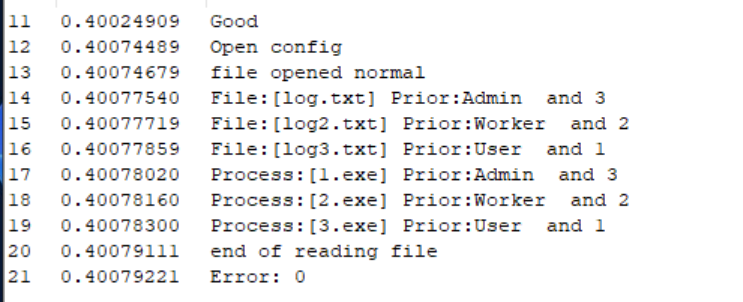 11 0.40024909 Good
12 0.40074489 Open config
13 0.40074679 file opened normal
14 0.40077540 File:[log.txt] Prior:Admin  and 3
15 0.40077719 File:[log2.txt] Prior:Worker  and 2
16 0.40077859 File:[log3.txt] Prior:User  and 1
17 0.40078020 Process:[1.exe] Prior:Admin  and 3
18 0.40078160 Process:[2.exe] Prior:Worker  and 2
19 0.40078300 Process:[3.exe] Prior:User  and 1
20 0.40079111 end of reading file
21 0.40079221 Error: 0